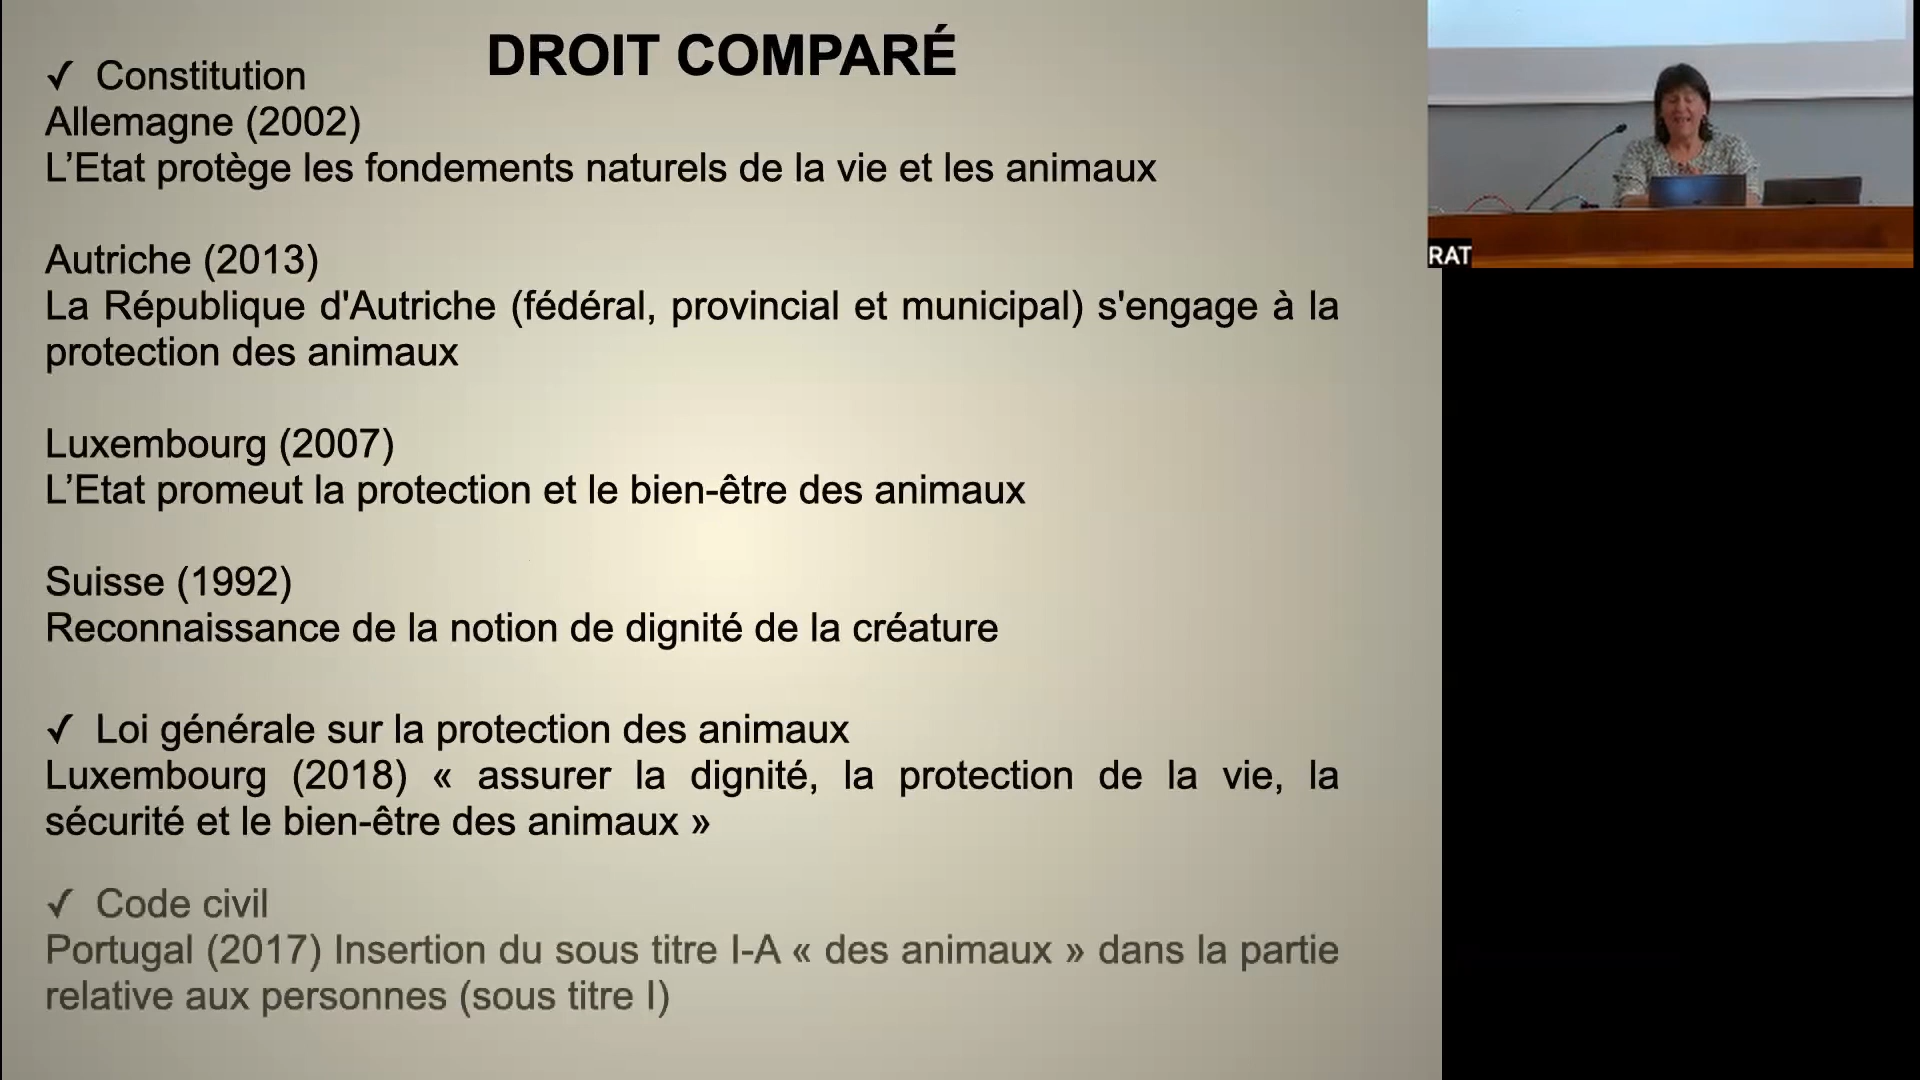 DROIT COMPARÉ
✓ Constitution
Allemagne (2002)
L’Etat protège les fondements naturels de la vie et les animaux
Autriche (2013)
La République d'Autriche (fédéral, provincial et municipal) s'engage à la
protection des animaux
Luxembourg (2007)
L’Etat promeut la protection et le bien-être des animaux
Suisse (1992)
Reconnaissance de la notion de dignité de la créature
✓ Loi générale sur la protection des animaux
Luxembourg (2018) « assurer la dignité, la protection de la vie, la
sécurité et le bien-être des animaux »
✓ Code civil
Portugal (2017) Insertion du sous titre I-A « des animaux » dans la partie
relative aux personnes (sous titre I)
RAT